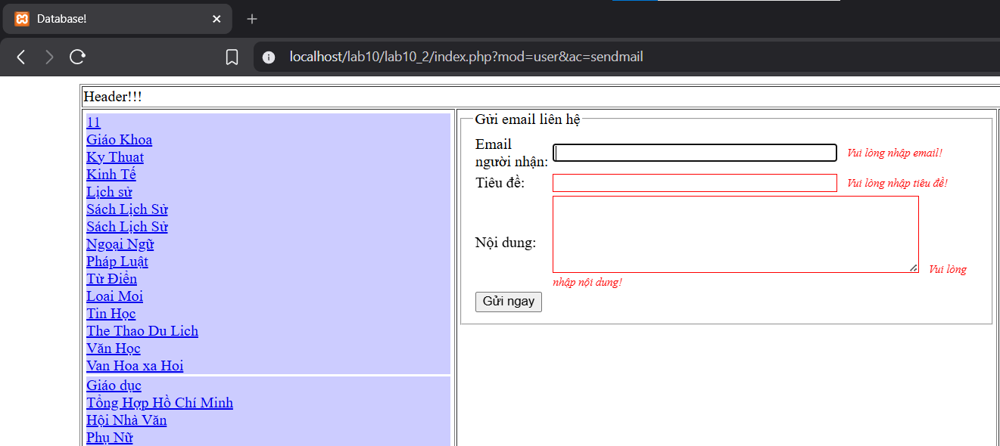 Database!
localhost/lab10/lab10_2/index.php?mod=user&ac=sendmail
Header!!!
11
Giáo Khoa
Ky Thuat
Kinh Tế
Lịch sử
Sách Lịch Sử
Sách Lịch Sử
Ngoại Ngữ
Pháp Luật
Từ Điển
Loai Moi
Tin Học
The Thao Du Lich
Văn Học
Van Hoa xa Hoi
Giáo dục
Tổng Hợp Hồ Chí Minh
Hội Nhà Văn
Phụ Nữ
Gửi email liên hệ
Email
người nhận:
Vui lòng nhập email!
Tiêu đề:
Vui lòng nhập tiêu đề!
Nội dung:
Vui lòng
nhập nội dung!
Gửi ngay